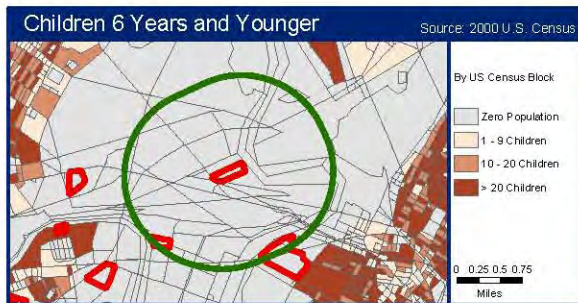 Children 6 Years and Younger
Source: 2000 U.S. Census
By US Census Block
Zero Population
1 - 9 Children
10 - 20 Children
> 20 Children
0 0.25 0.5 0.75
Miles